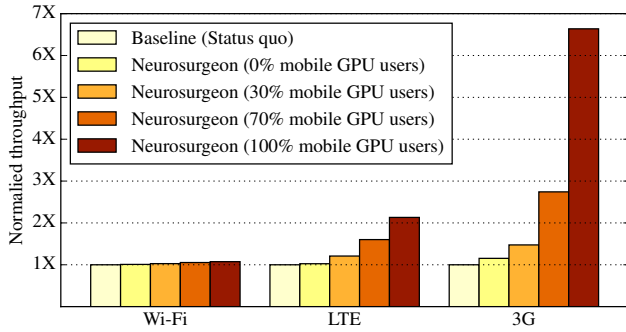 7X
6X
5X
4X
3X
2X
1X
Normalied throughput
Baseline (Status quo)
Neurosurgeon (0% mobile GPU users)
Neurosurgeon (30% mobile GPU users)
Neurosurgeon (70% mobile GPU users)
Neurosurgeon (100% mobile GPU users)
Wi-Fi
LTE
3G